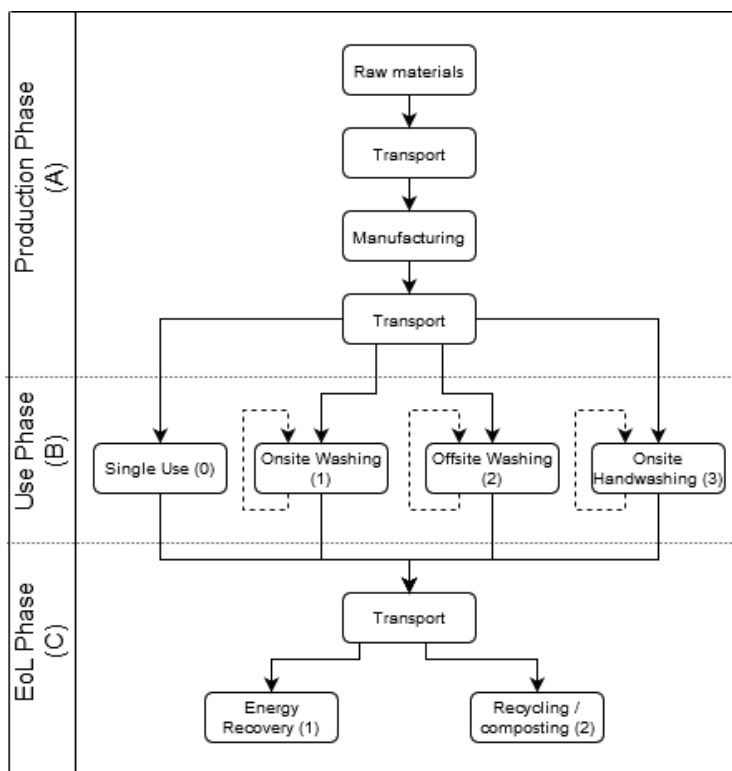 Production Phase
(A)
Raw materials
Transport
Manufacturing
Transport
Use Phase
(B)
Single Use (0)
Onsite Washing
(1)
Offsite Washing
(2)
Onsite
Handwashing (3)
EoL Phase
(C)
Transport
Energy
Recovery (1)
Recycling /
composting (2)